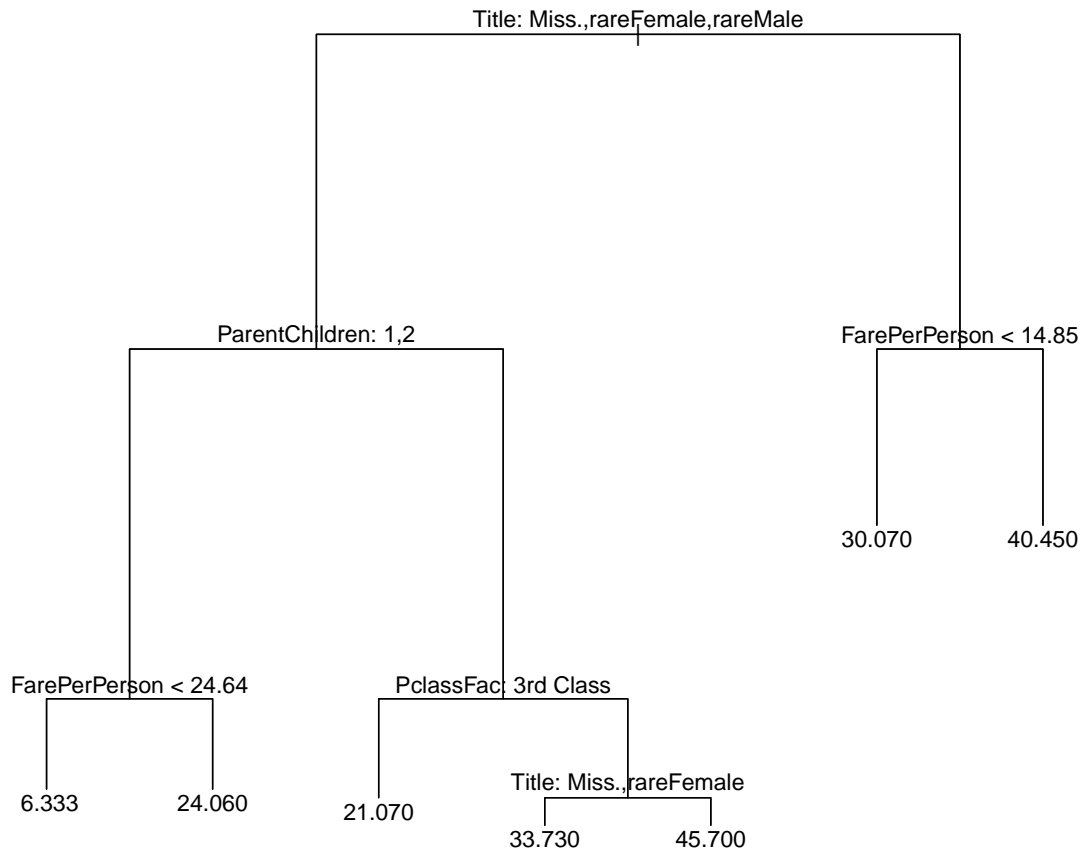 Title: Miss.,rareFemale,rareMale
ParentChildren: 1,2
FarePerPerson < 14.85
30.070
40.450
FarePerPerson < 24.64
PclassFac: 3rd Class
6.333
24.060
21.070
Title: Miss.,rareFemale
33.730
45.700